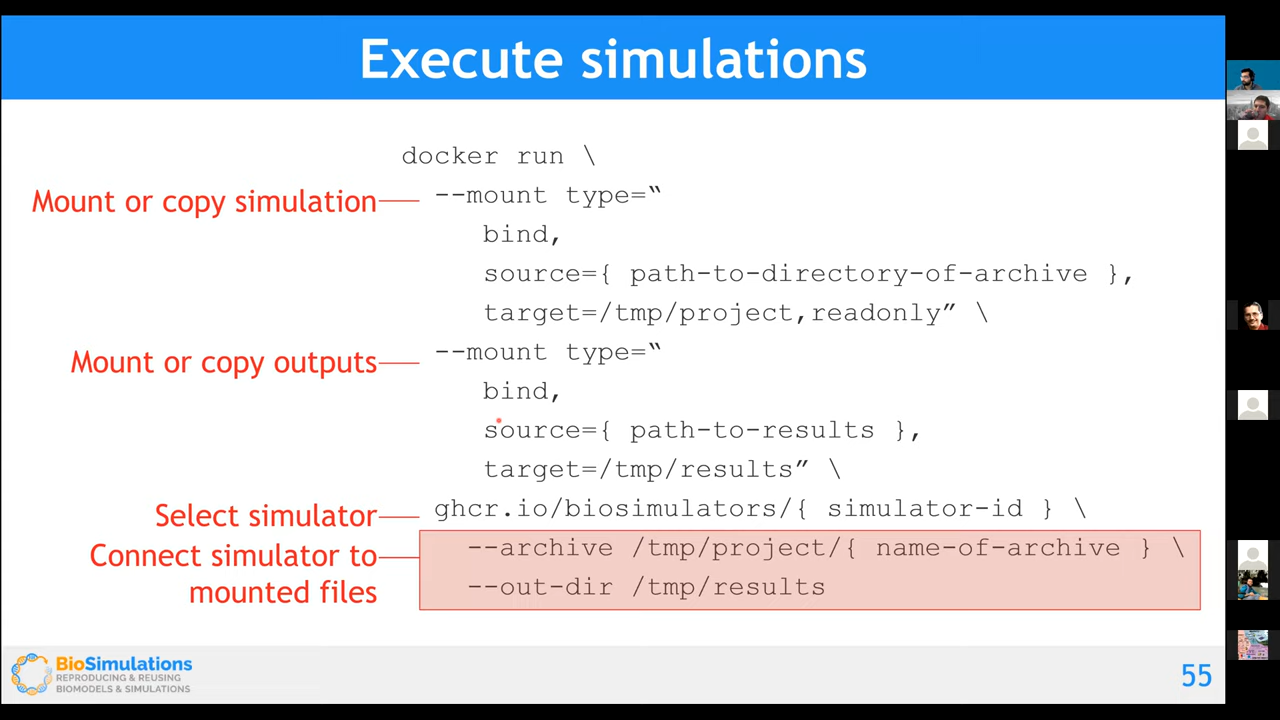 Execute simulations
docker run \
Mount or copy simulation
--mount type=“
bind,
source={ path-to-directory-of-archive },
target=/tmp/project,readonly” \
Mount or copy outputs
--mount type=“
bind,
source={ path-to-results },
target=/tmp/results” \
Select simulator
ghcr.io/biosimulators/{ simulator-id } \
Connect simulator to
mounted files
--archive /tmp/project/{ name-of-archive } \
--out-dir /tmp/results
BioSimulations
REPRODUCING & REUSING
BIOMODELS & SIMULATIONS
55